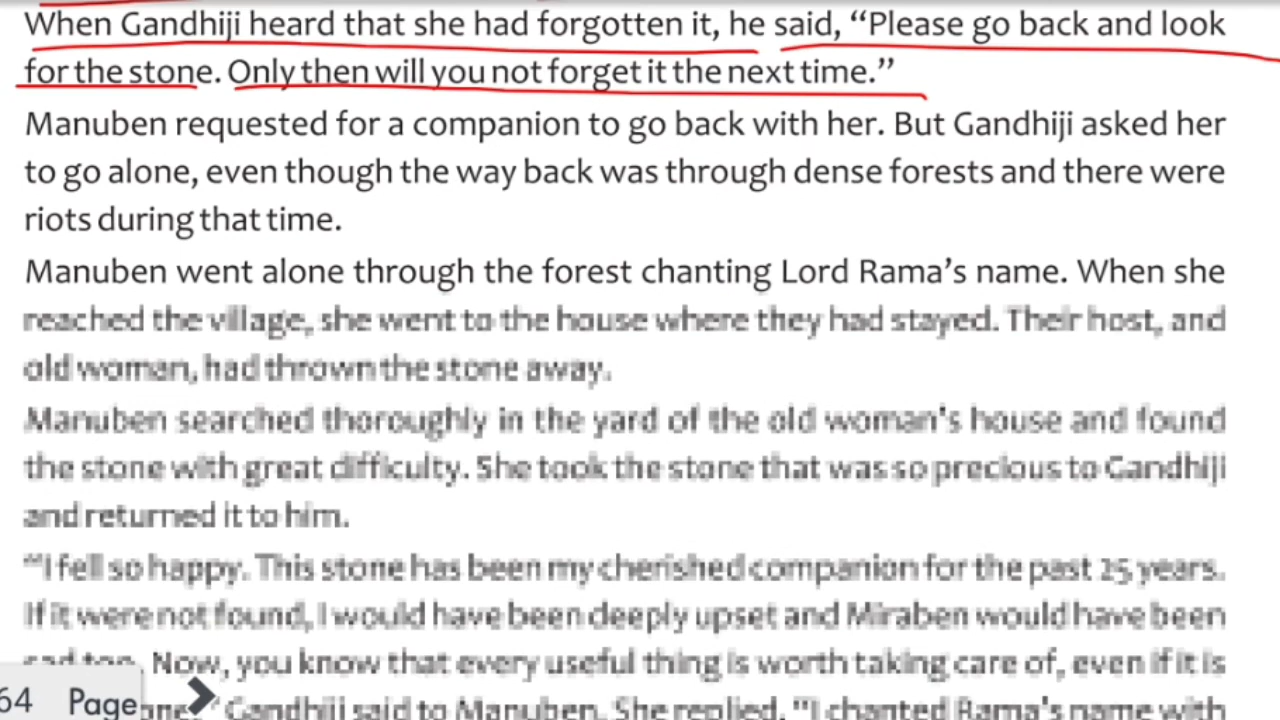 When Gandhiji heard that she had forgotten it, he said, “Please go back and look
for the stone. Only then will you not forget it the next time.”
Manuben requested for a companion to go back with her. But Gandhiji asked her
to go alone, even though the way back was through dense forests and there were
riots during that time.
Manuben went alone through the forest chanting Lord Rama’s name. When she
reached the village, she went to the house where they had stayed. Their host, and
old woman, had thrown the stone away.
Manuben searched thoroughly in the yard of the old woman's house and found
the stone with great difficulty. She took the stone that was so precious to Gandhiji
and returned it to him.
“I fell so happy. This stone has been my cherished companion for the past 25 years.
If it were not found, I would have been deeply upset and Miraben would have been
sad too. Now, you know that every useful thing is worth taking care of, even if it is
Gandhiji said to Manuben. She replied, "I chanted Rama's name with
64 Page